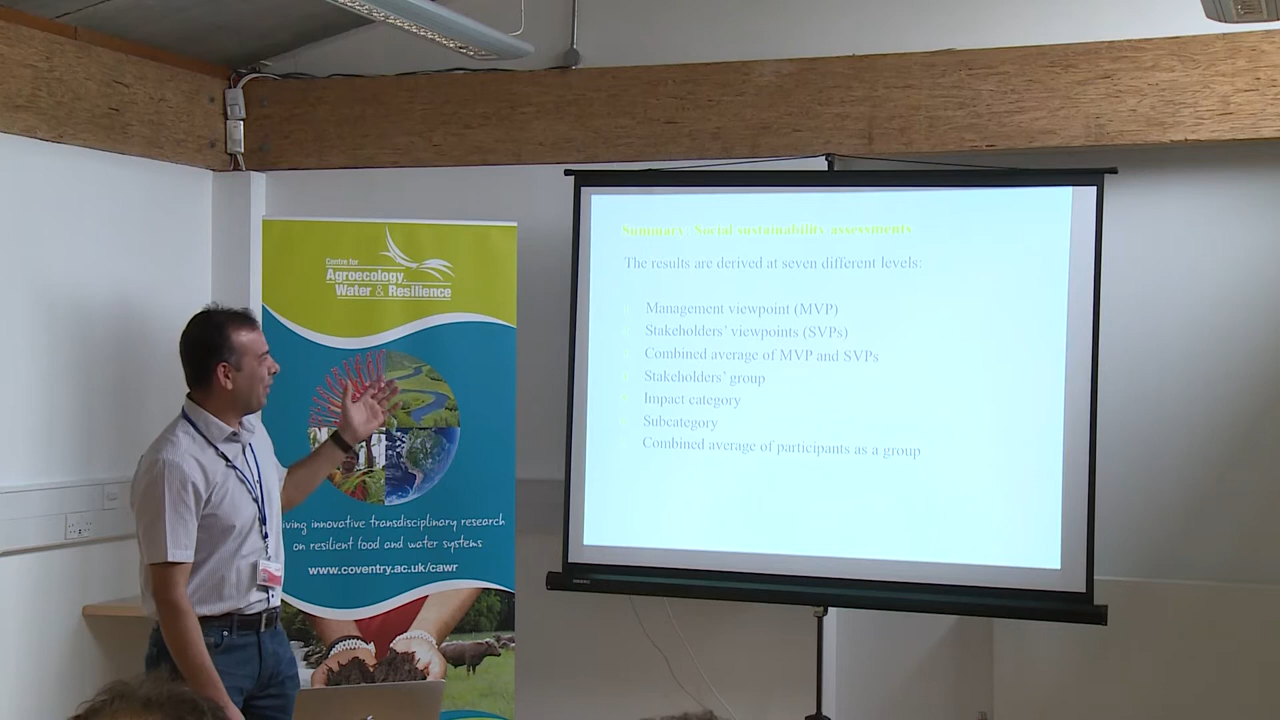 Centre for
Agroecology,
Water & Resilience
iving innovative transdisciplinary research
on resilient food and water systems
www.coventry.ac.uk/cawr
Summary: Social sustainability assessments
The results are derived at seven different levels:
Management viewpoint (MVP)
Stakeholders' viewpoints (SVPs)
Combined average of MVP and SVPs
Stakeholders' group
Impact category
Subcategory
Combined average of participants as a group